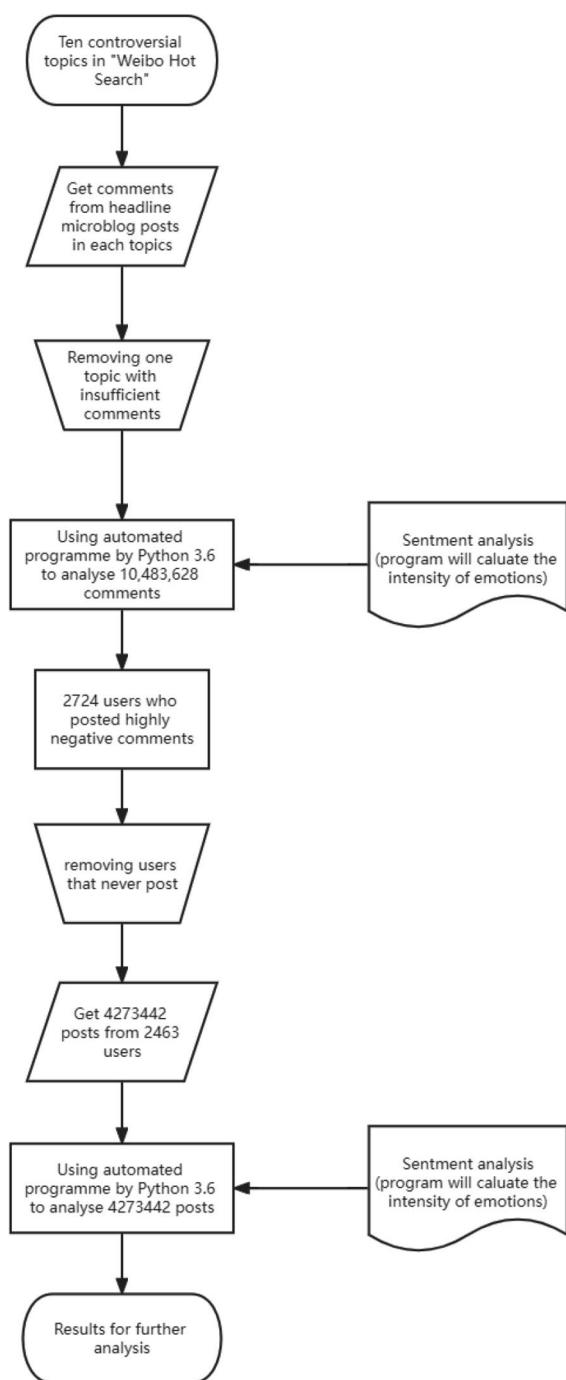 Ten controversial
topics in "Weibo Hot
Search"
Get comments
from headline
microblog posts
in each topics
Removing one
topic with
insufficient
comments
Using automated
programme by Python 3.6
to analyse 10,483,628
comments
Sentment analysis
(program will caluate the
intensity of emotions)
2724 users who
posted highly
negative comments
removing users
that never post
Get 4273442
posts from 2463
users
Using automated
programme by Python 3.6
to analyse 4273442 posts
Sentment analysis
(program will caluate the
intensity of emotions)
Results for further
analysis